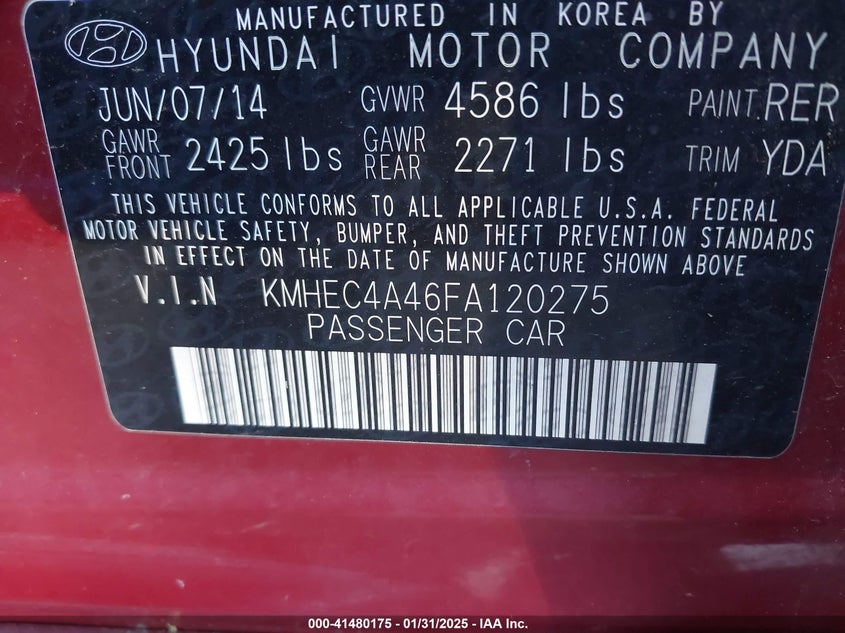 MANUFACTURED IN KOREA BY
HYUNDAI MOTOR COMPANY
JUN/07/14 GVWR 4586 lbs PAINT.RER
GAWR FRONT 2425 lbs GAWR REAR 2271 lbs TRIM YDA
THIS VEHICLE CONFORMS TO ALL APPLICABLE U.S.A. FEDERAL
MOTOR VEHICLE SAFETY, BUMPER, AND THEFT PREVENTION STANDARDS
IN EFFECT ON THE DATE OF MANUFACTURE SHOWN ABOVE
V.I.N KMHEC4A46FA120275
PASSENGER CAR
000-41480175 - 01/31/2025 - IAA Inc.